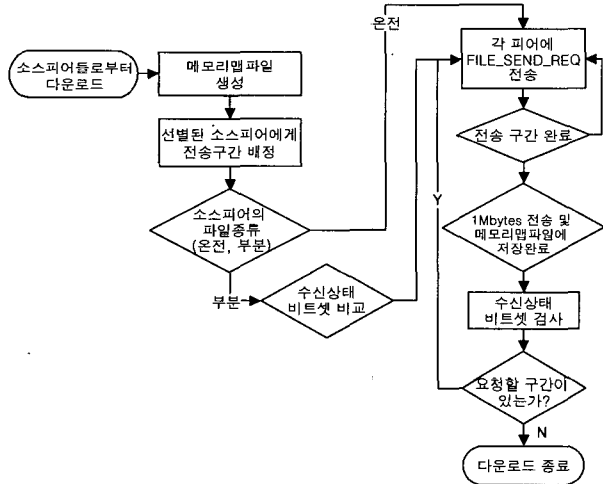 소스피어들로부터
다운로드
메모리맵파일
생성
선별된 소스피어에게
전송구간 배정
소스피어의
파일종류
(온전, 부분)
부분
수신상태
비트셋 비교
온전
각 피어에
FILE_SEND_REQ
전송
전송 구간 완료
1Mbytes 전송 및
메모리맵파일에
저장완료
수신상태
비트셋 검사
요청할 구간이
있는가?
Y
N
다운로드 종료